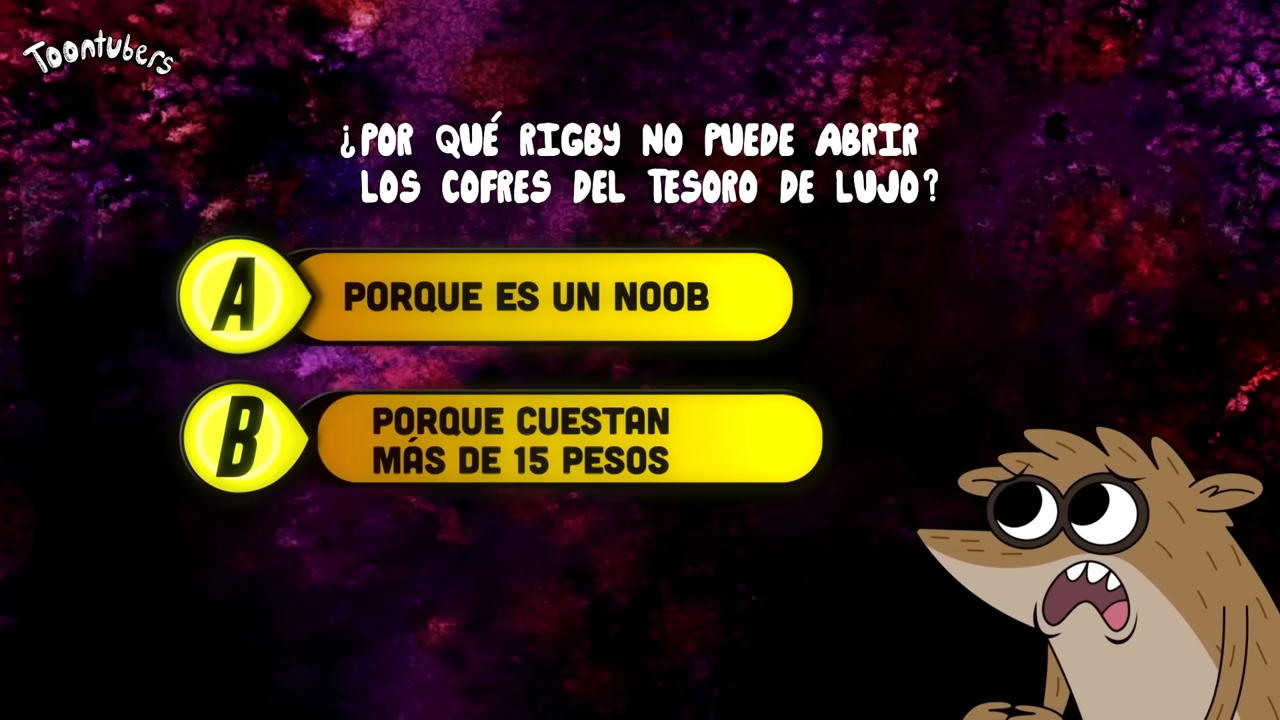 Toontubers
¿POR QUÉ RIGBY NO PUEDE ABRIR
LOS COFRES DEL TESORO DE LUJO?
A
PORQUE ES UN NOOB
B
PORQUE CUESTAN
MÁS DE 15 PESOS